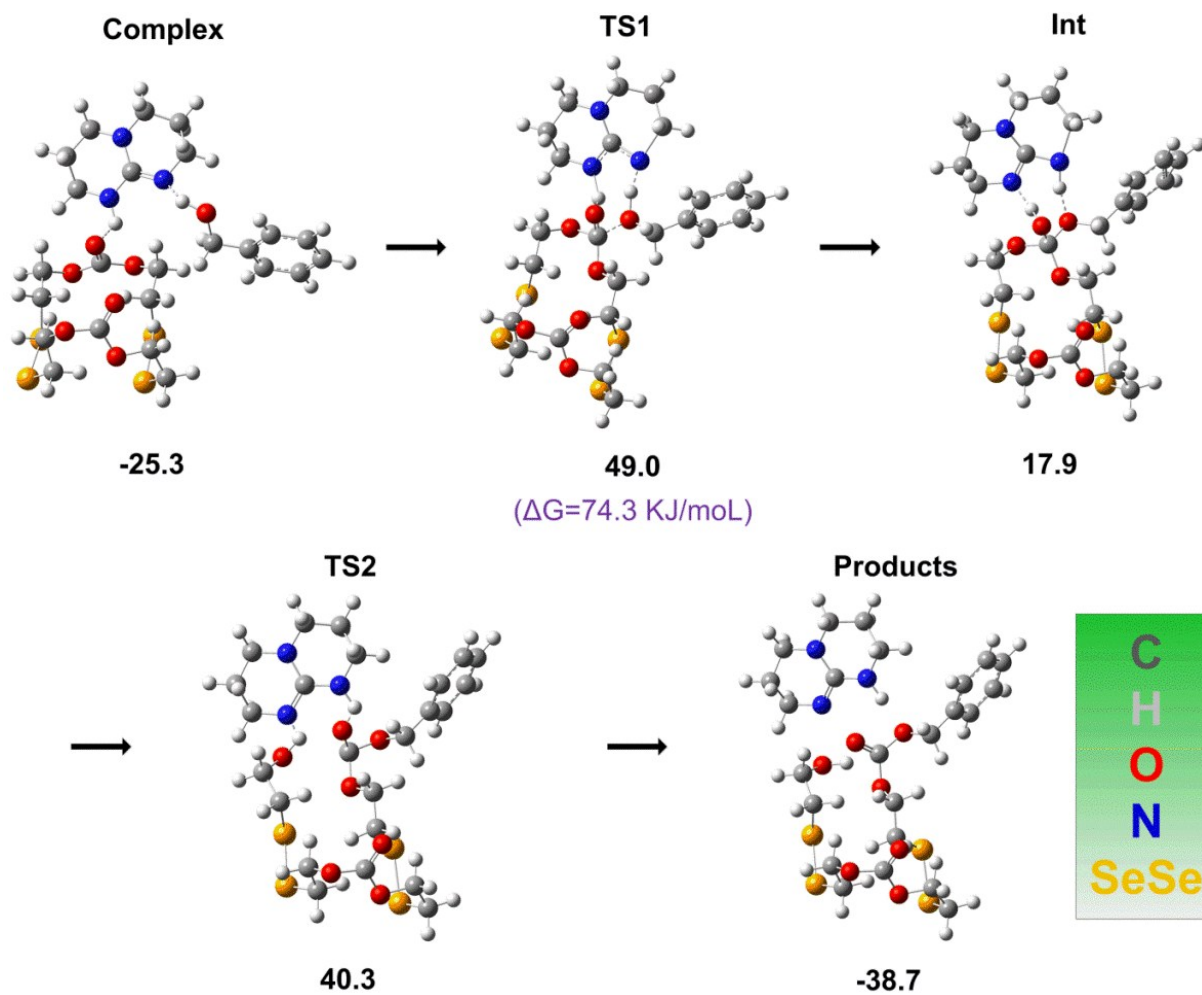 Complex
TS1
Int
-25.3
49.0
17.9
(ΔG=74.3 KJ/moL)
TS2
Products
C
H
O
N
SeSe
40.3
-38.7